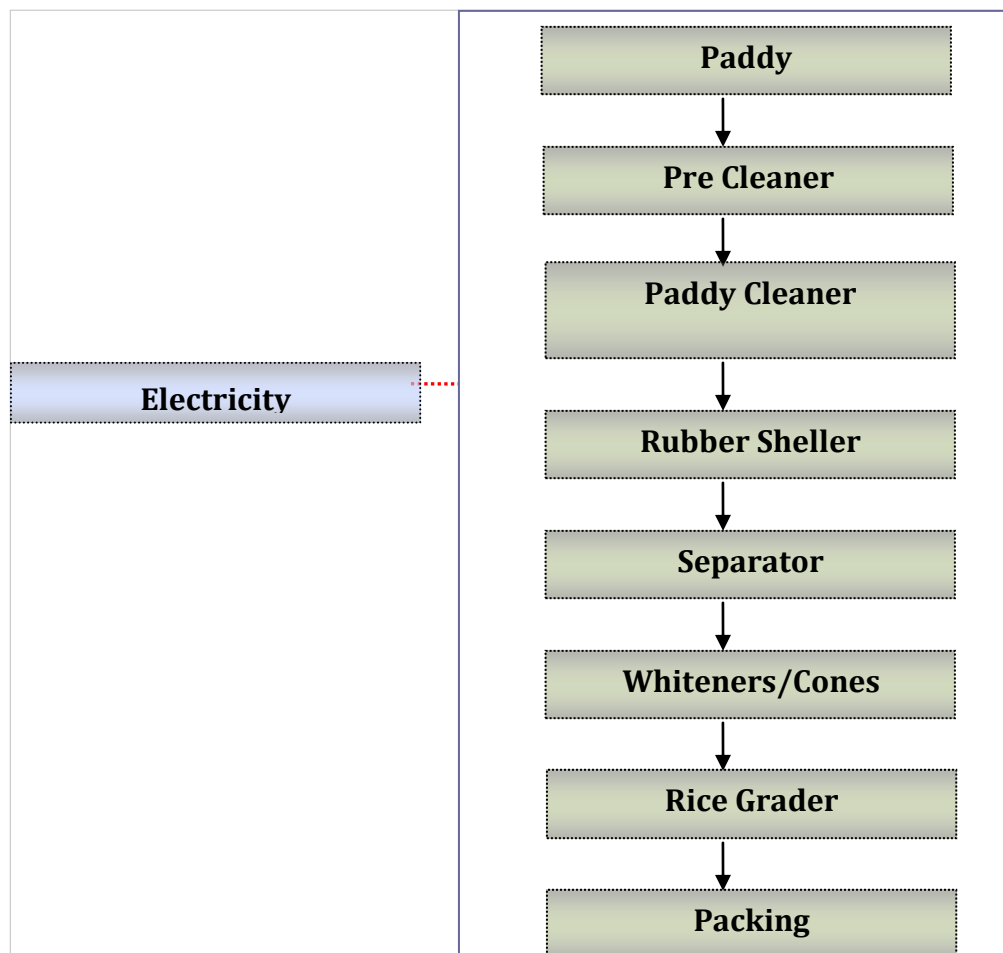 Paddy
Pre Cleaner
Paddy Cleaner
Electricity
Rubber Sheller
Separator
Whiteners/Cones
Rice Grader
Packing